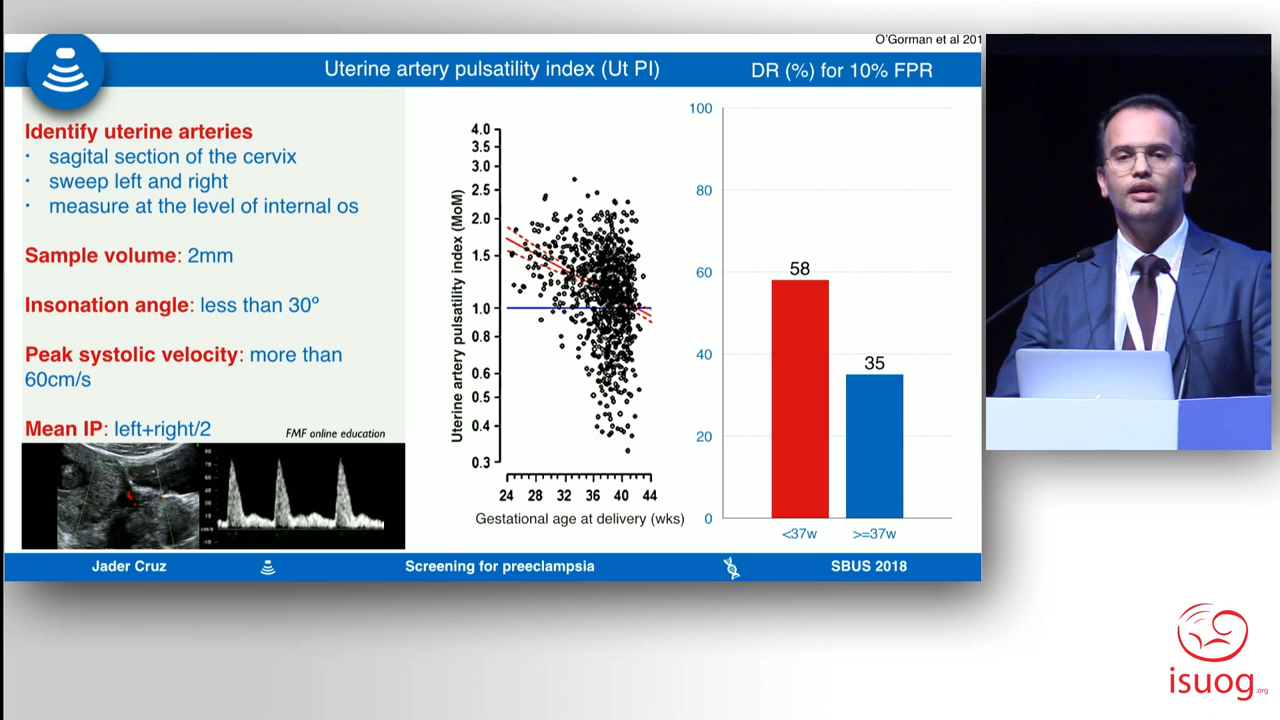 O'Gorman et al 201
Uterine artery pulsatility index (Ut PI)
DR (%) for 10% FPR
Identify uterine arteries
· sagital section of the cervix
· sweep left and right
· measure at the level of internal os
Sample volume: 2mm
Insonation angle: less than 30º
Peak systolic velocity: more than
60cm/s
Mean IP: left+right/2
FMF online education
Uterine artery pulsatility index (MoM)
4.0
3.5
3.0
2.5
2.0
1.5
1.0
0.8
0.6
0.5
0.4
0.3
24 28 32 36 40 44
Gestational age at delivery (wks)
100
80
60
40
20
0
58
35
<37w
>=37w
Jader Cruz
Screening for preeclampsia
SBUS 2018
isuog.org